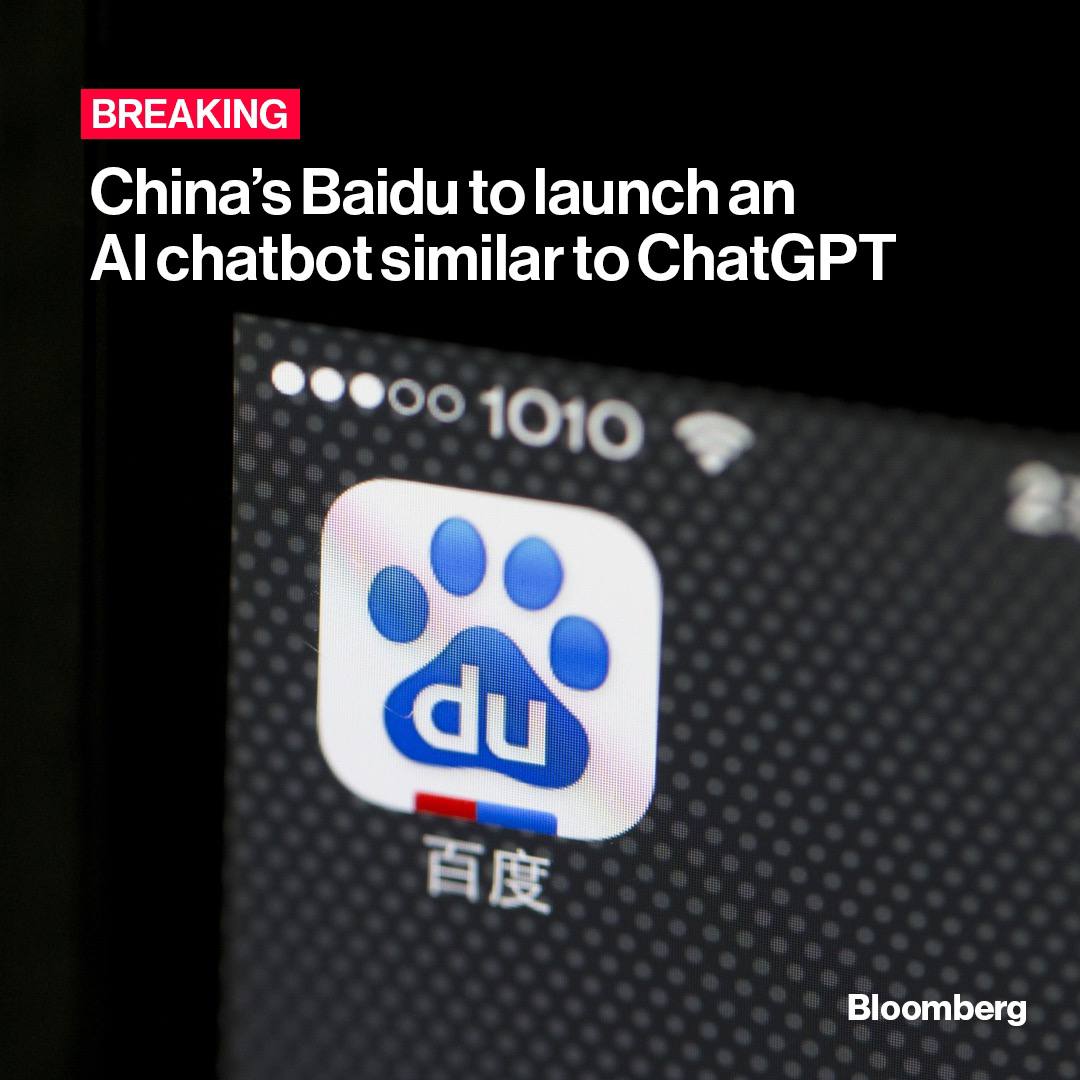 BREAKING
China’s Baidu to launch an
AI chatbot similar to ChatGPT
1010
du
百度
Bloomberg